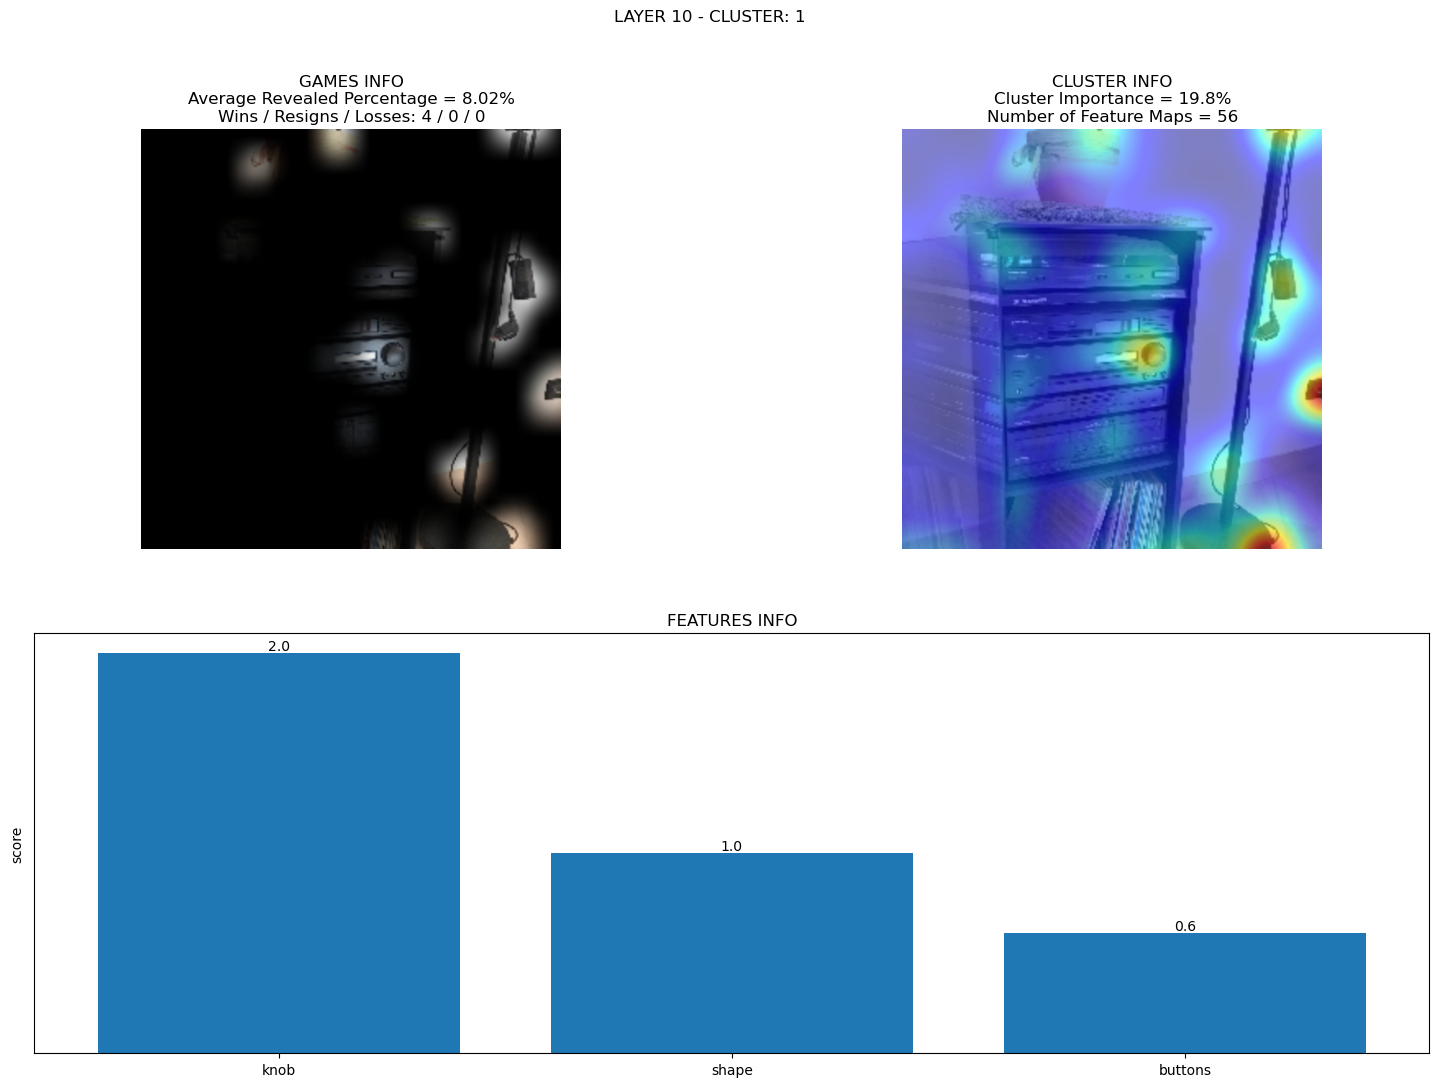 LAYER 10 - CLUSTER: 1
GAMES INFO
Average Revealed Percentage = 8.02%
Wins / Resigns / Losses: 4 / 0 / 0
CLUSTER INFO
Cluster Importance = 19.8%
Number of Feature Maps = 56
FEATURES INFO
score
2.0
1.0
0.6
knob
shape
buttons